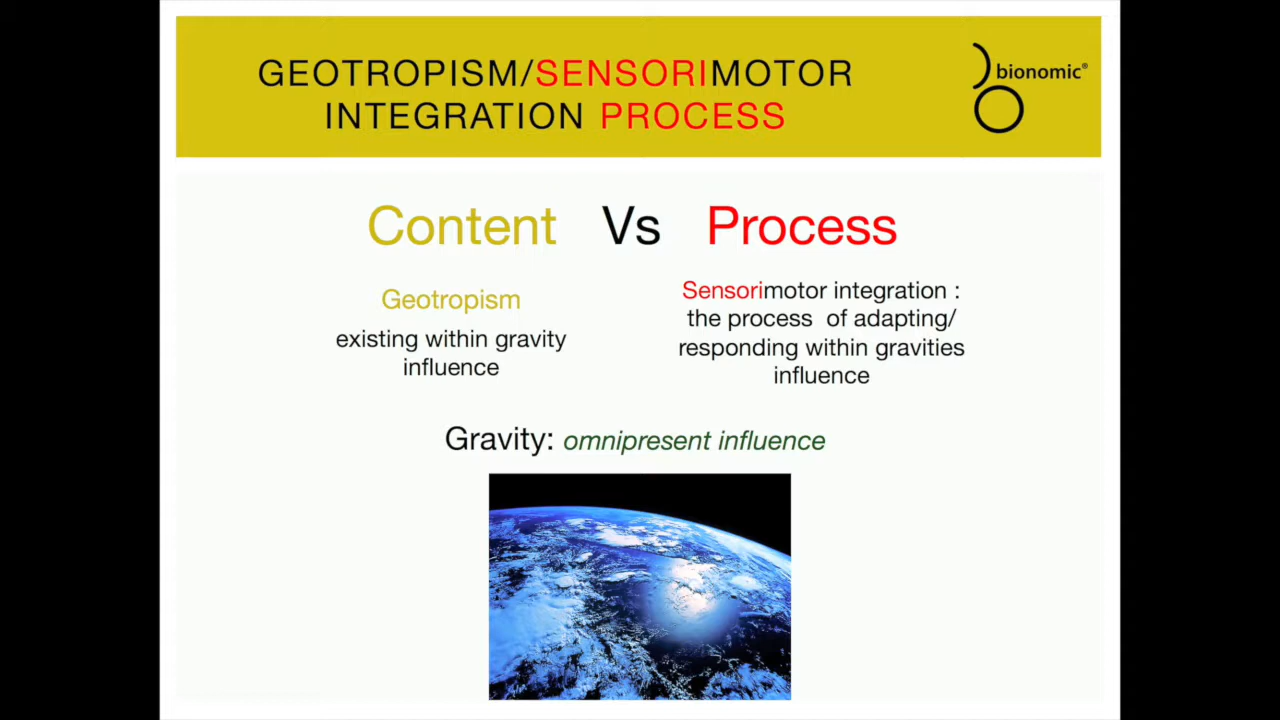 GEOTROPISM/SENSORIMOTOR
INTEGRATION PROCESS
bionomic®
Content Vs Process
Geotropism
existing within gravity
influence
Sensorimotor integration :
the process of adapting/
responding within gravities
influence
Gravity: omnipresent influence